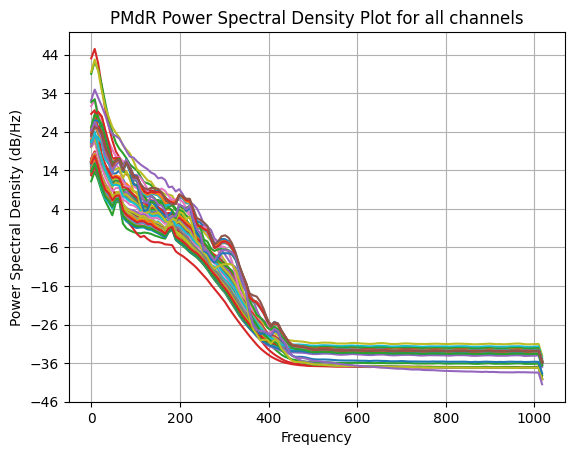 PMdR Power Spectral Density Plot for all channels
Power Spectral Density (dB/Hz)
44
34
24
14
4
−6
−16
−26
−36
−46
0 200 400 600 800 1000
Frequency